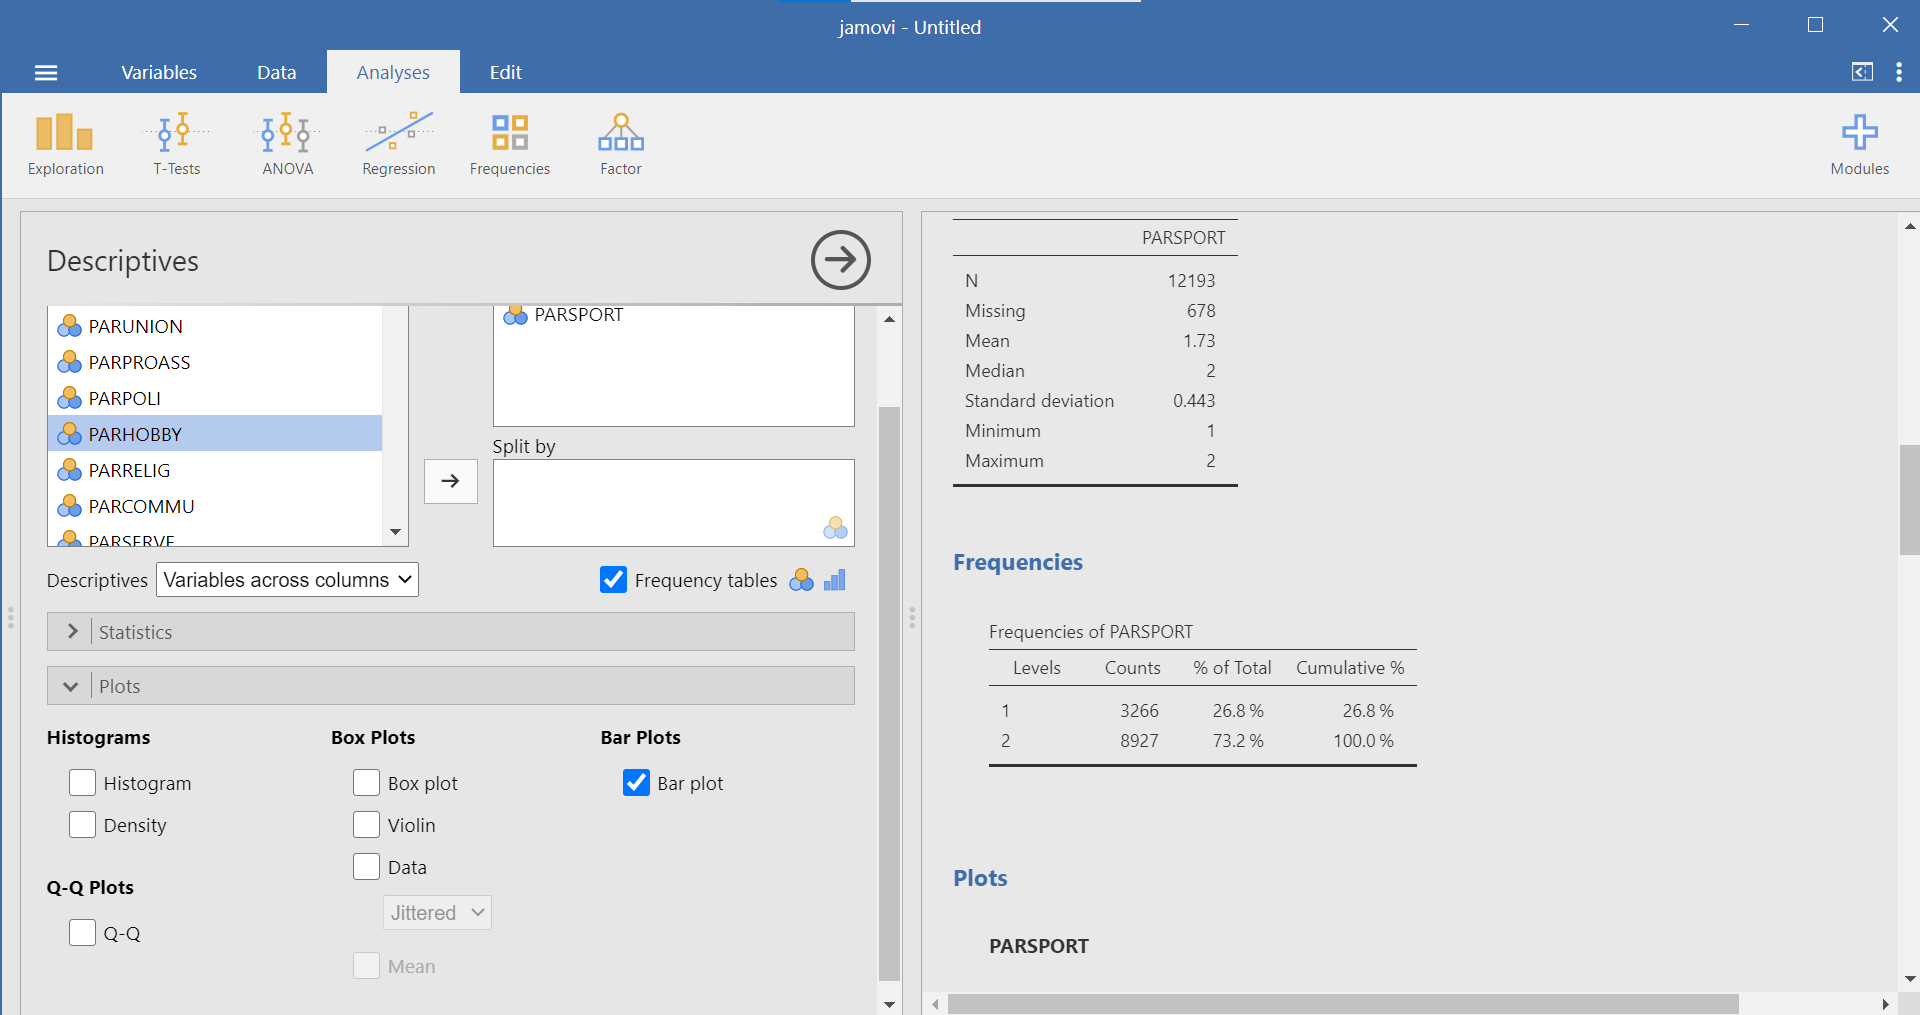 jamovi - Untitled
Variables Data Analyses Edit
Exploration T-Tests ANOVA Regression Frequencies Factor Modules
Descriptives
PARUNION
PARPROASS
PARPOLI
PARHOBBY
PARRELIG
PARCOMMU
PARSERVE
PARSPORT
Split by
Descriptives Variables across columns Frequency tables
Statistics
Plots
Histograms Box Plots Bar Plots
Histogram Box plot Bar plot
Density Violin
Data
Q-Q Plots
Jittered
Q-Q
Mean
PARSPORT
N 12193
Missing 678
Mean 1.73
Median 2
Standard deviation 0.443
Minimum 1
Maximum 2
Frequencies
Frequencies of PARSPORT
Levels Counts % of Total Cumulative %
1 3266 26.8 % 26.8 %
2 8927 73.2 % 100.0 %
Plots
PARSPORT